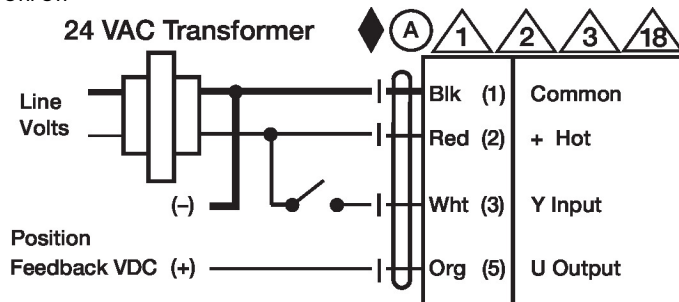 24 VAC Transformer
A 1 2 3 18
Line
Volts
Blk (1) Common
Red (2) + Hot
(–) Wht (3) Y Input
Position
Feedback VDC (+) Org (5) U Output